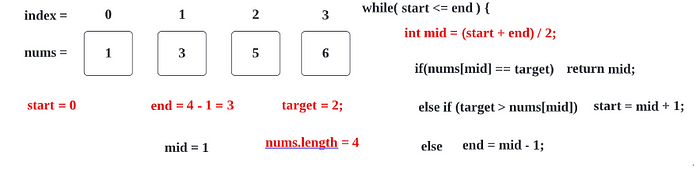 index = 0 1 2 3
nums = 1 3 5 6
start = 0 end = 4 - 1 = 3 target = 2;
mid = 1 nums.length = 4
while( start <= end ) {
int mid = (start + end) / 2;
if(nums[mid] == target) return mid;
else if (target > nums[mid]) start = mid + 1;
else end = mid - 1;